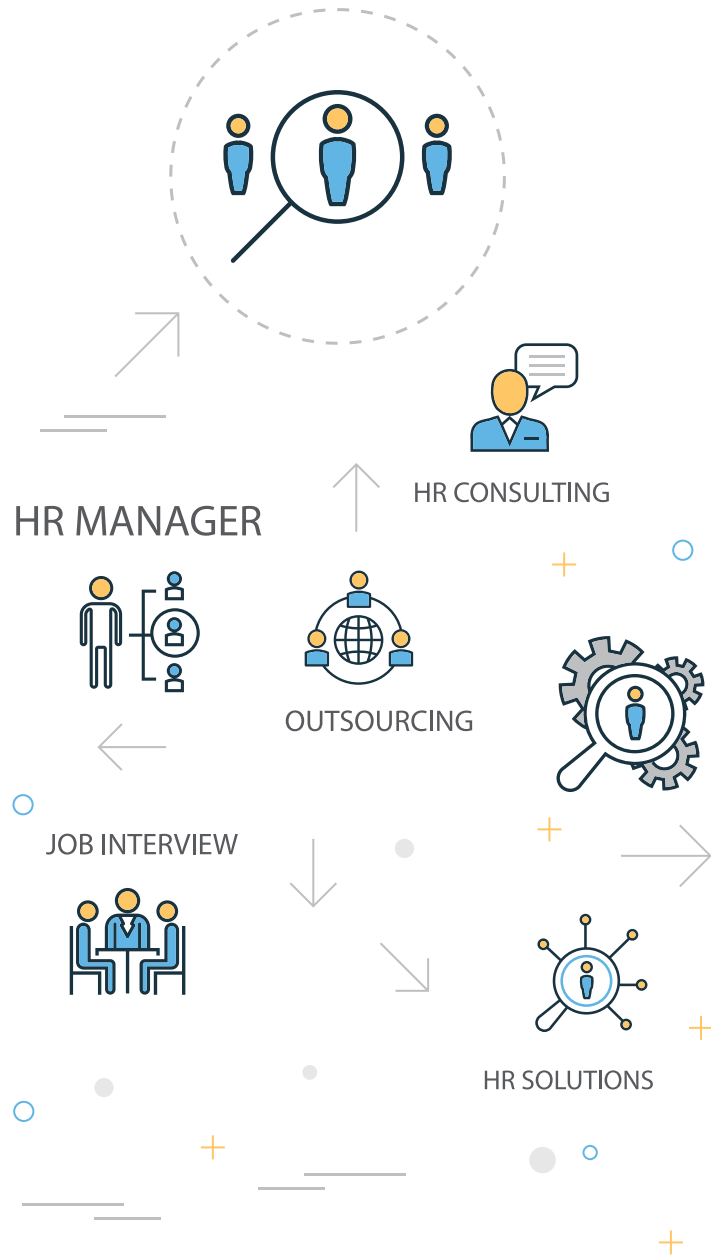 HR CONSULTING
HR MANAGER
OUTSOURCING
JOB INTERVIEW
HR SOLUTIONS